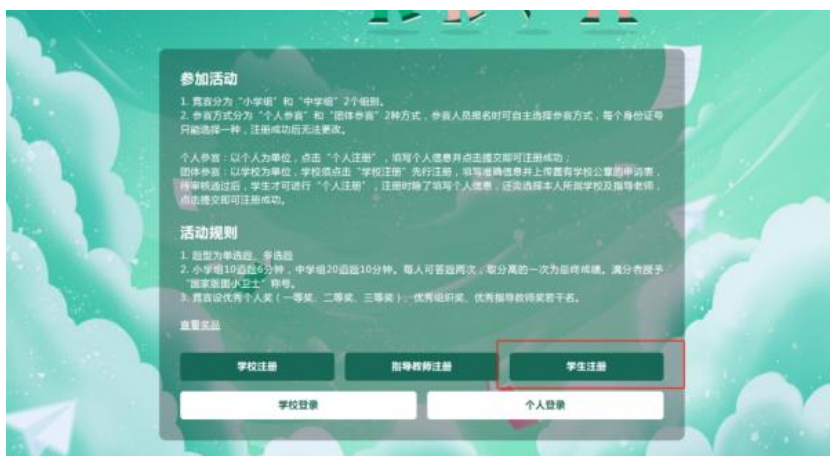 参加活动
1. 竞赛分为“小学组”和“中学组”2个组别。
2. 参赛方式分为“个人参赛”和“团体参赛”2种方式，参赛人员报名时可自主选择参赛方式，每个身份证号
只能选择一种，注册成功后无法更改。
个人参赛：以个人为单位，点击“个人注册”，填写个人信息并点击提交即可注册成功；
团体参赛：以学校为单位，学校须点击“学校注册”先行注册，填写准确信息并上传盖有学校公章的申请表，
待审核通过后，学生才可进行“个人注册”，注册时除了填写个人信息，还需选择本人所属学校及指导老师，
点击提交即可注册成功。
活动规则
1. 题型为单选题、多选题
2. 小学组10道题6分钟，中学组20道题10分钟。每人可答题两次，取分高的一次为最终成绩。满分者授予
“国家版图小卫士”称号。
3. 竞赛设优秀个人奖（一等奖、二等奖、三等奖）、优秀组织奖、优秀指导教师奖若干名。
查看奖品
学校注册 指导教师注册 学生注册
学校登录 个人登录